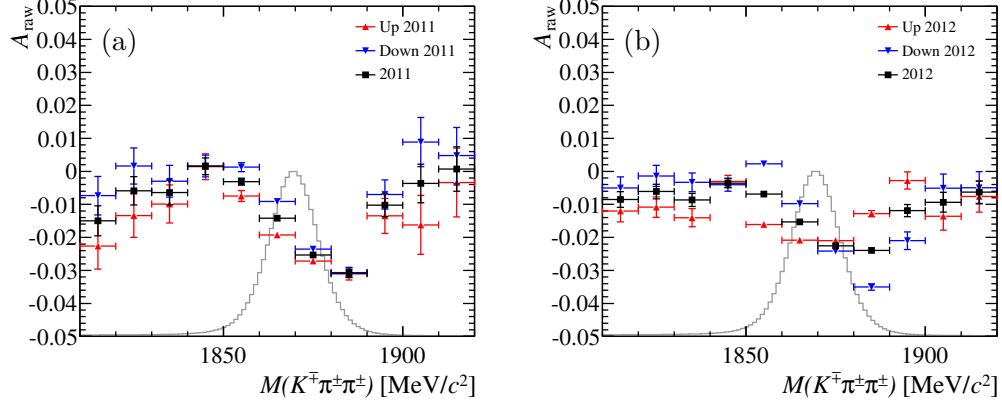 A_raw
0.05
0.04
0.03
0.02
0.01
0
-0.01
-0.02
-0.03
-0.04
-0.05
(a)
Up 2011
Down 2011
2011
1850
1900
M(K∓π±π±) [MeV/c²]
A_raw
0.05
0.04
0.03
0.02
0.01
0
-0.01
-0.02
-0.03
-0.04
-0.05
(b)
Up 2012
Down 2012
2012
1850
1900
M(K∓π±π±) [MeV/c²]